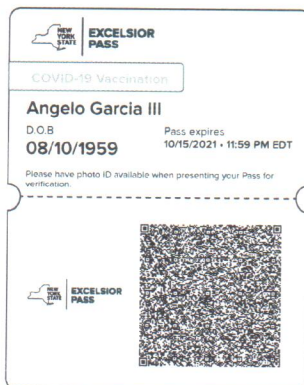 NEW
YORK
STATE
EXCELSIOR
PASS
COVID-19 Vaccination
Angelo Garcia III
D.O.B
08/10/1959
Pass expires
10/15/2021 • 11:59 PM EDT
Please have photo ID available when presenting your Pass for
verification.
NEW
YORK
STATE
EXCELSIOR
PASS